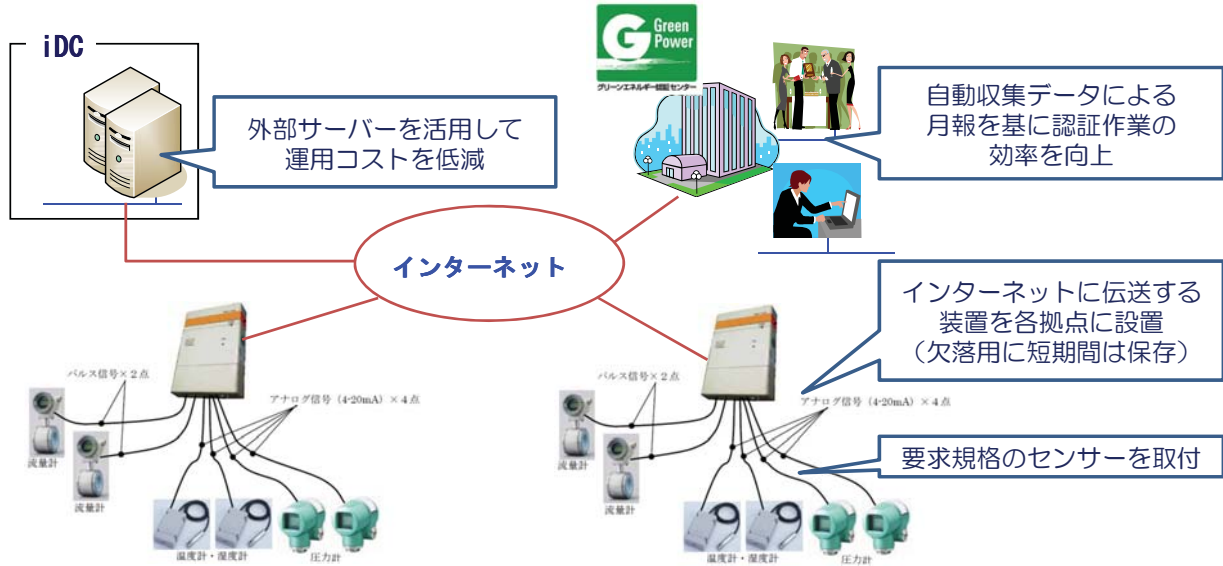 iDC
外部サーバーを活用して
運用コストを低減
Green
Power
グリーンエネルギー認証センター
自動収集データによる
月報を基に認証作業の
効率を向上
インターネット
インターネットに伝送する
装置を各拠点に設置
（欠落用に短期間は保存）
パルス信号×2点
アナログ信号（4-20mA）×4点
流量計
流量計
温度計・湿度計
圧力計
パルス信号×2点
アナログ信号（4-20mA）×4点
要求規格のセンサーを取付
流量計
流量計
温度計・湿度計
圧力計